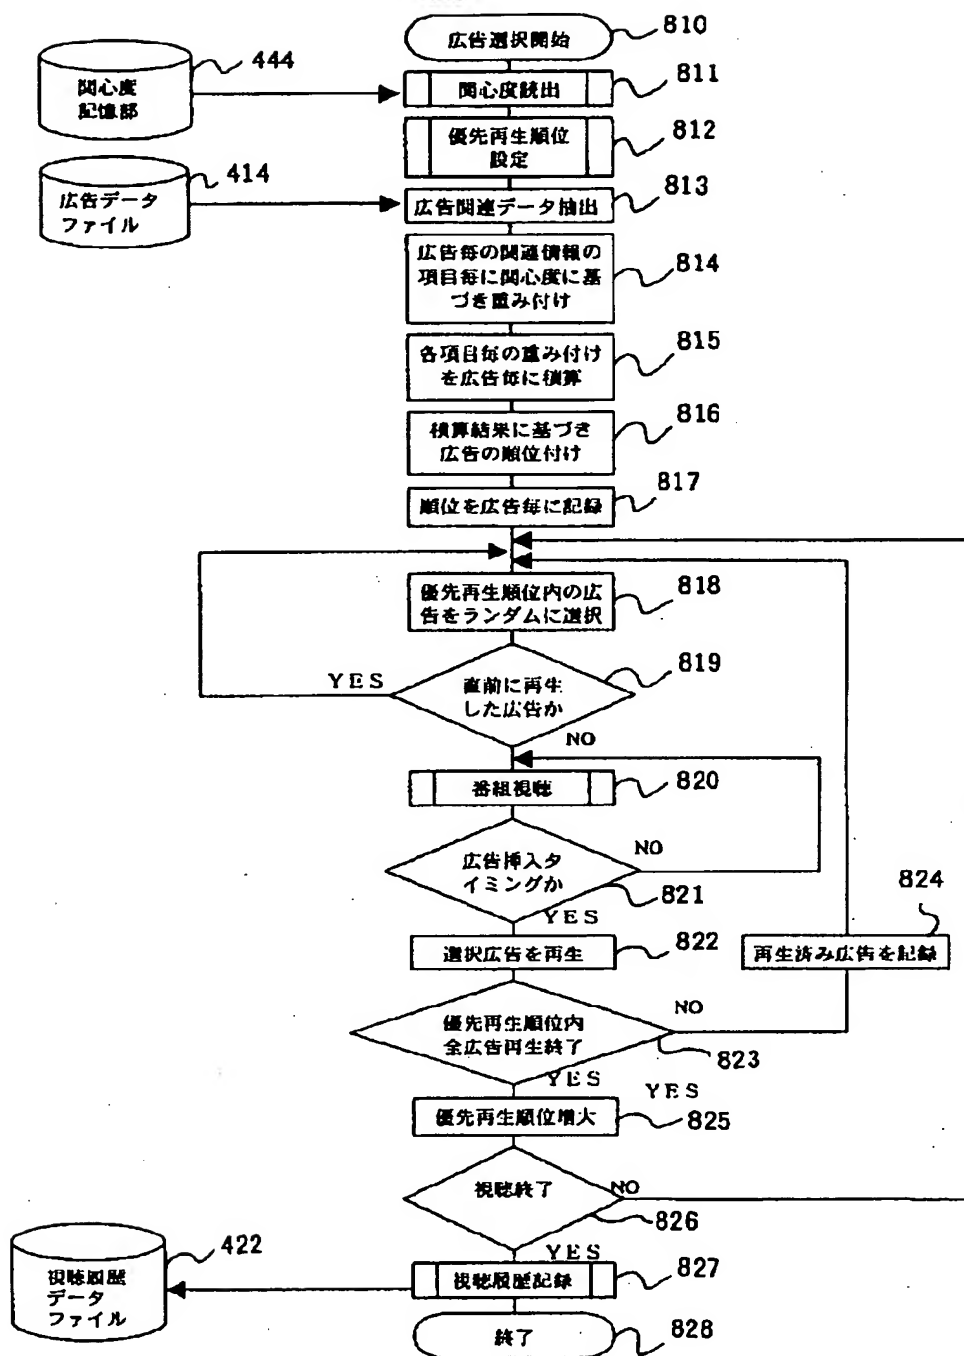 広告選択開始
810
関心度
記憶部
444
関心度読出
811
優先再生順位
設定
812
広告データ
ファイル
414
広告関連データ抽出
813
広告毎の関連情報の
項目毎に関心度に基
づき重み付け
814
各項目毎の重み付け
を広告毎に積算
815
積算結果に基づき
広告の順位付け
816
順位を広告毎に記録
817
優先再生順位内の広
告をランダムに選択
818
直前に再生
した広告か
819
YES
NO
番組視聴
820
広告挿入タ
イミングか
821
NO
YES
選択広告を再生
822
再生済み広告を記録
824
優先再生順位内
全広告再生終了
823
NO
YES
YES
優先再生順位増大
825
視聴終了
826
NO
YES
視聴履歴
データ
ファイル
422
視聴履歴記録
827
終了
828